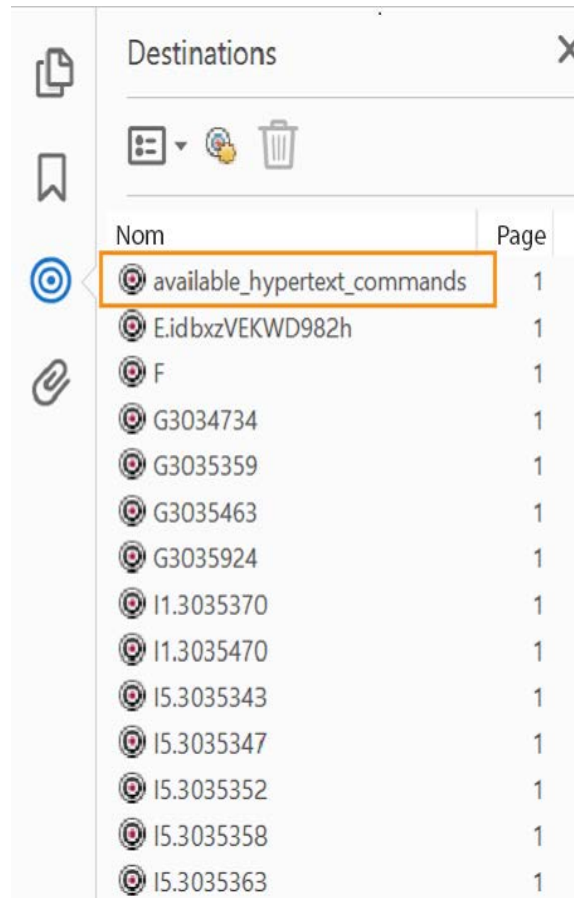 Destinations
Nom Page
available_hypertext_commands 1
E.idbxzVEKWD982h 1
F 1
G3034734 1
G3035359 1
G3035463 1
G3035924 1
I1.3035370 1
I1.3035470 1
I5.3035343 1
I5.3035347 1
I5.3035352 1
I5.3035358 1
I5.3035363 1